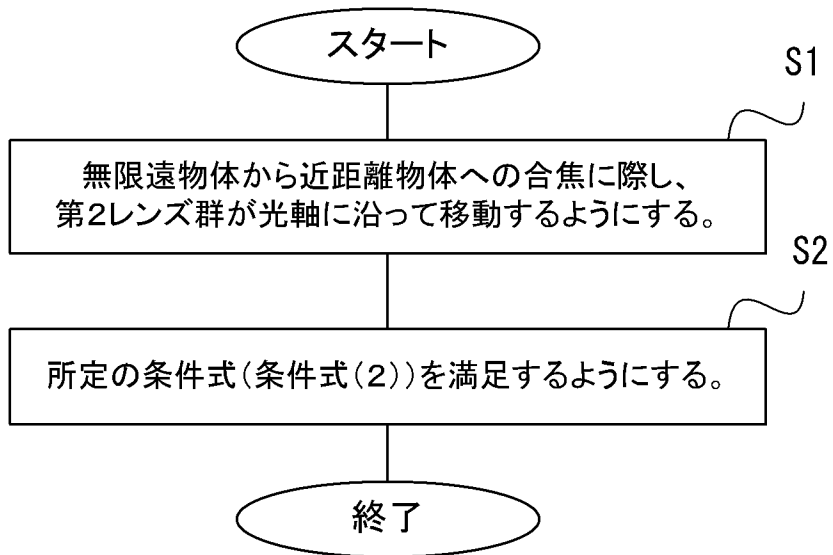 スタート
S1
無限遠物体から近距離物体への合焦に際し、
第2レンズ群が光軸に沿って移動するようにする。
S2
所定の条件式(条件式(2))を満足するようにする。
終了